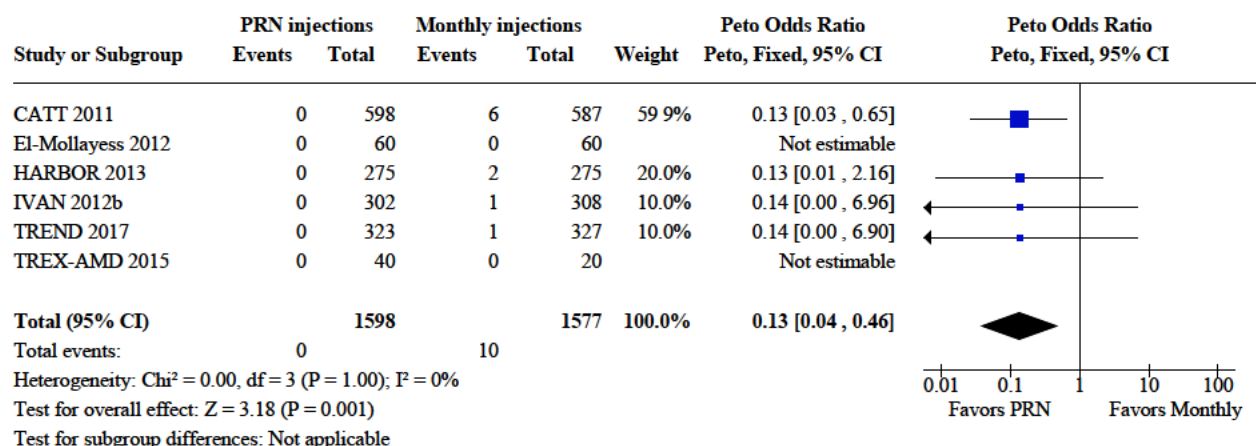 PRN injections Monthly injections Peto Odds Ratio Peto Odds Ratio
Study or Subgroup Events Total Events Total Weight Peto, Fixed, 95% CI Peto, Fixed, 95% CI
CATT 2011 0 598 6 587 59 9% 0.13 [0.03 , 0.65]
El-Mollayess 2012 0 60 0 60 Not estimable
HARBOR 2013 0 275 2 275 20.0% 0.13 [0.01 , 2.16]
IVAN 2012b 0 302 1 308 10.0% 0.14 [0.00 , 6.96]
TREND 2017 0 323 1 327 10.0% 0.14 [0.00 , 6.90]
TREX-AMD 2015 0 40 0 20 Not estimable
Total (95% CI) 1598 1577 100.0% 0.13 [0.04 , 0.46]
Total events: 0 10
Heterogeneity: Chi² = 0.00, df = 3 (P = 1.00); I² = 0%
Test for overall effect: Z = 3.18 (P = 0.001)
Test for subgroup differences: Not applicable
0.01 0.1 1 10 100
Favors PRN Favors Monthly